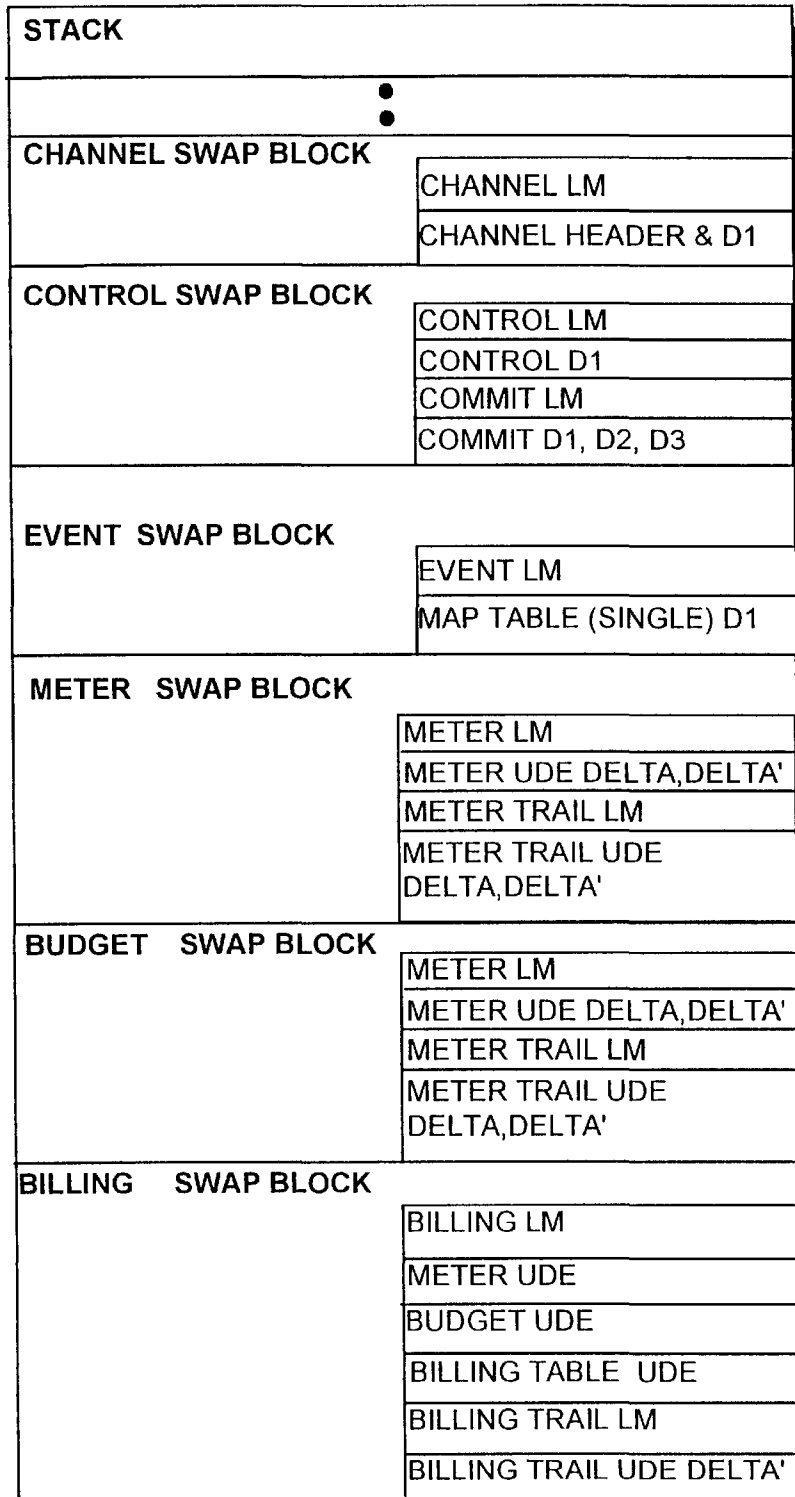 STACK
CHANNEL SWAP BLOCK
CHANNEL LM
CHANNEL HEADER & D1
CONTROL SWAP BLOCK
CONTROL LM
CONTROL D1
COMMIT LM
COMMIT D1, D2, D3
EVENT SWAP BLOCK
EVENT LM
MAP TABLE (SINGLE) D1
METER SWAP BLOCK
METER LM
METER UDE DELTA,DELTA'
METER TRAIL LM
METER TRAIL UDE
DELTA,DELTA'
BUDGET SWAP BLOCK
METER LM
METER UDE DELTA,DELTA'
METER TRAIL LM
METER TRAIL UDE
DELTA,DELTA'
BILLING SWAP BLOCK
BILLING LM
METER UDE
BUDGET UDE
BILLING TABLE UDE
BILLING TRAIL LM
BILLING TRAIL UDE DELTA'